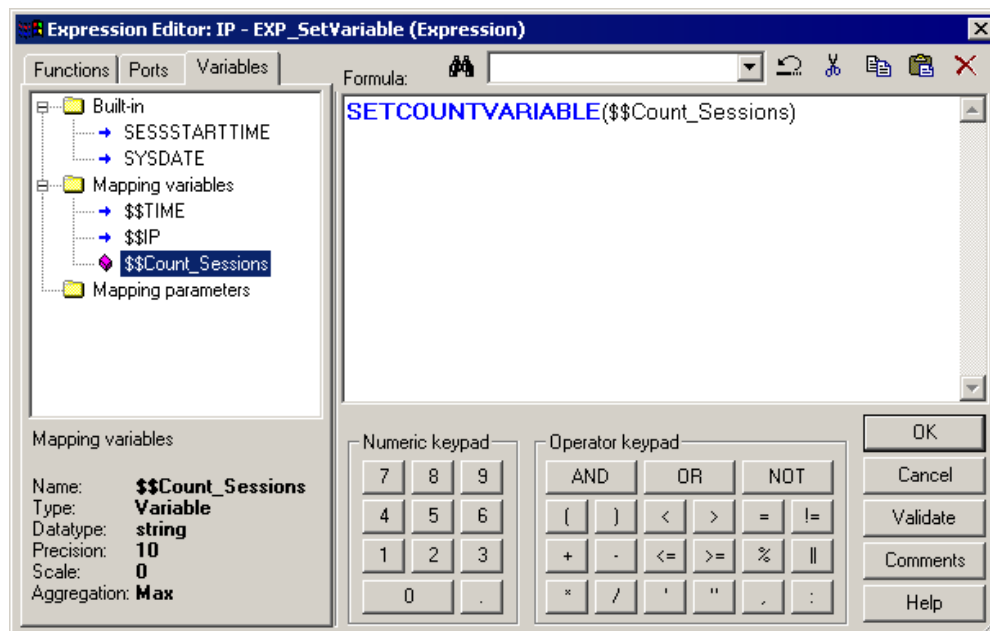 Expression Editor: IP - EXP_SetVariable (Expression)
Functions Ports Variables
Formula:
Built-in
SESSSTARTTIME
SYSDATE
Mapping variables
$$TIME
$$IP
$$Count_Sessions
Mapping parameters
SETCOUNTVARIABLE($$Count_Sessions)
Mapping variables
Name: $$Count_Sessions
Type: Variable
Datatype: string
Precision: 10
Scale: 0
Aggregation: Max
Numeric keypad
7 8 9
4 5 6
1 2 3
0 .
Operator keypad
AND OR NOT
( ) < > = !=
+ - <= >= % ||
* / ' " , :
OK
Cancel
Validate
Comments
Help